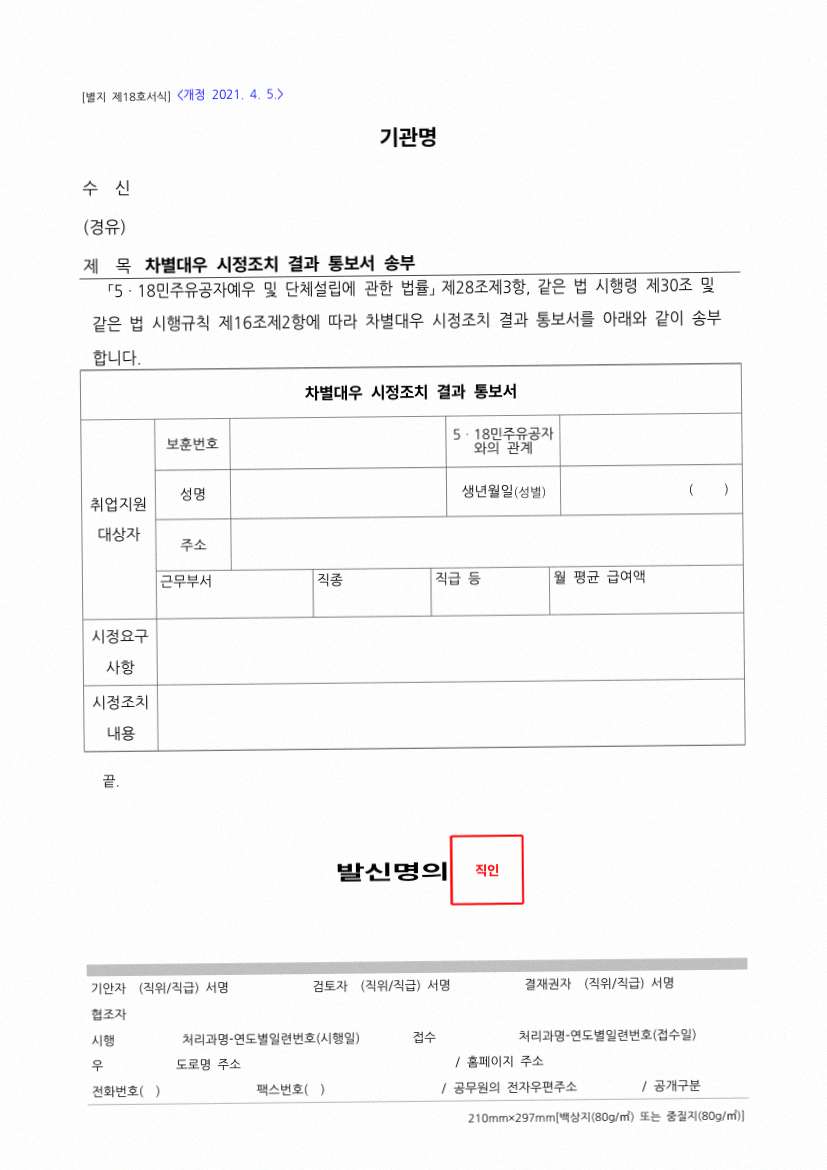 [별지 제18호서식] <개정 2021. 4. 5.>
기관명
수 신
(경유)
제 목 차별대우 시정조치 결과 통보서 송부
「5ㆍ18민주유공자예우 및 단체설립에 관한 법률」 제28조제3항, 같은 법 시행령 제30조 및
같은 법 시행규칙 제16조제2항에 따라 차별대우 시정조치 결과 통보서를 아래와 같이 송부
합니다.
차별대우 시정조치 결과 통보서
취업지원
대상자
보훈번호
5ㆍ18민주유공자
와의 관계
성명
생년월일(성별)
( )
주소
근무부서 직종 직급 등 월 평균 급여액
시정요구
사항
시정조치
내용
끝.
발신명의 직인
기안자 (직위/직급) 서명 검토자 (직위/직급) 서명 결재권자 (직위/직급) 서명
협조자
시행 처리과명-연도별일련번호(시행일) 접수 처리과명-연도별일련번호(접수일)
우 도로명 주소 / 홈페이지 주소
전화번호( ) 팩스번호( ) / 공무원의 전자우편주소 / 공개구분
210mm×297mm[백상지(80g/㎡) 또는 중질지(80g/㎡)]